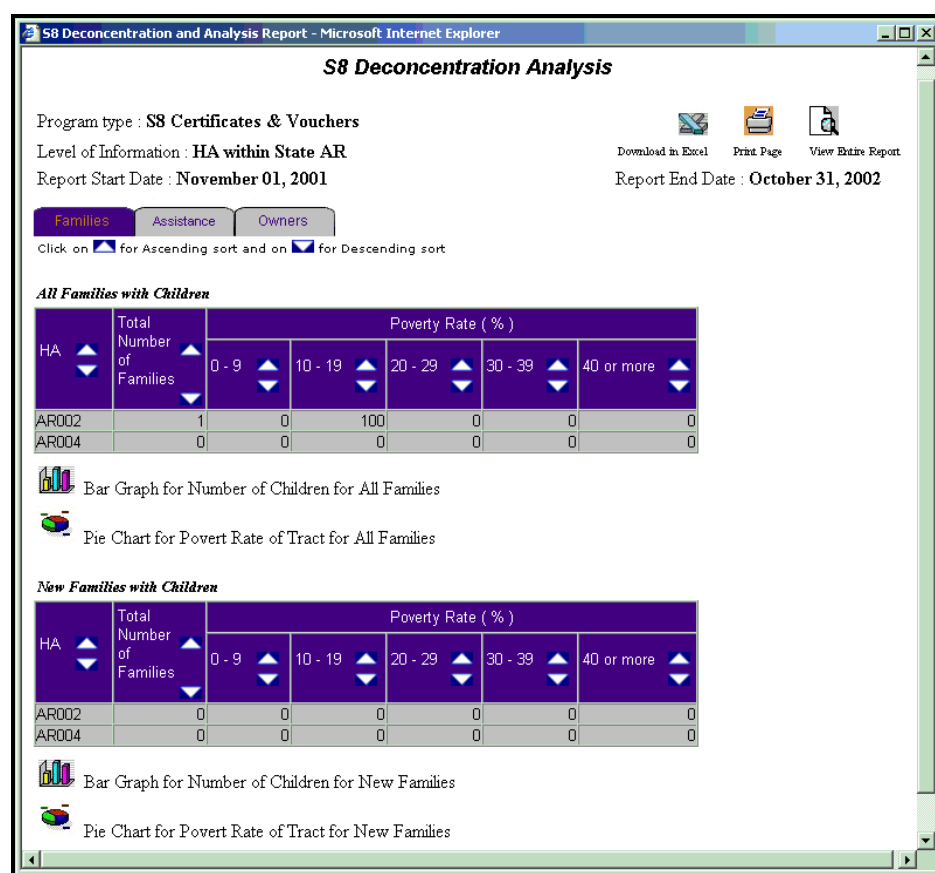 S8 Deconcentration and Analysis Report - Microsoft Internet Explorer
S8 Deconcentration Analysis
Program type : S8 Certificates & Vouchers
Download in Excel Print Page View Entire Report
Level of Information : HA within State AR
Report Start Date : November 01, 2001 Report End Date : October 31, 2002
Families Assistance Owners
Click on for Ascending sort and on for Descending sort
All Families with Children
HA Total Number of Families Poverty Rate ( % )
0 - 9 10 - 19 20 - 29 30 - 39 40 or more
AR002 1 0 100 0 0 0
AR004 0 0 0 0 0 0
Bar Graph for Number of Children for All Families
Pie Chart for Povert Rate of Tract for All Families
New Families with Children
HA Total Number of Families Poverty Rate ( % )
0 - 9 10 - 19 20 - 29 30 - 39 40 or more
AR002 0 0 0 0 0 0
AR004 0 0 0 0 0 0
Bar Graph for Number of Children for New Families
Pie Chart for Povert Rate of Tract for New Families